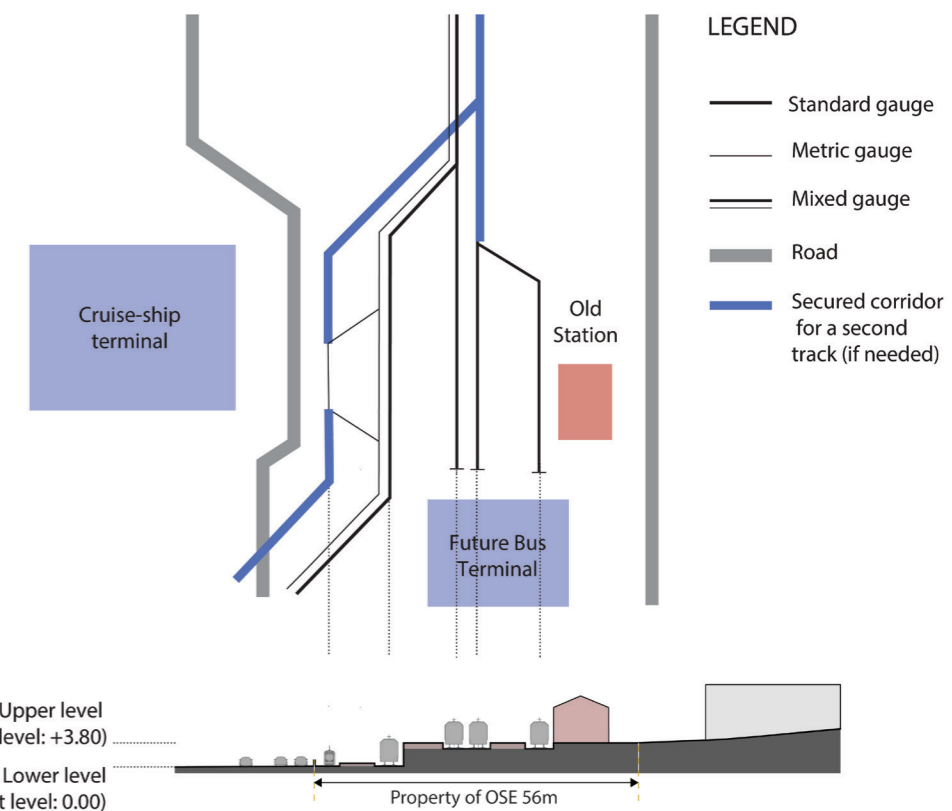 LEGEND
Standard gauge
Metric gauge
Mixed gauge
Road
Secured corridor
for a second
track (if needed)
Cruise-ship
terminal
Old
Station
Future Bus
Terminal
Upper level
level: +3.80)
Lower level
level: 0.00)
Property of OSE 56m